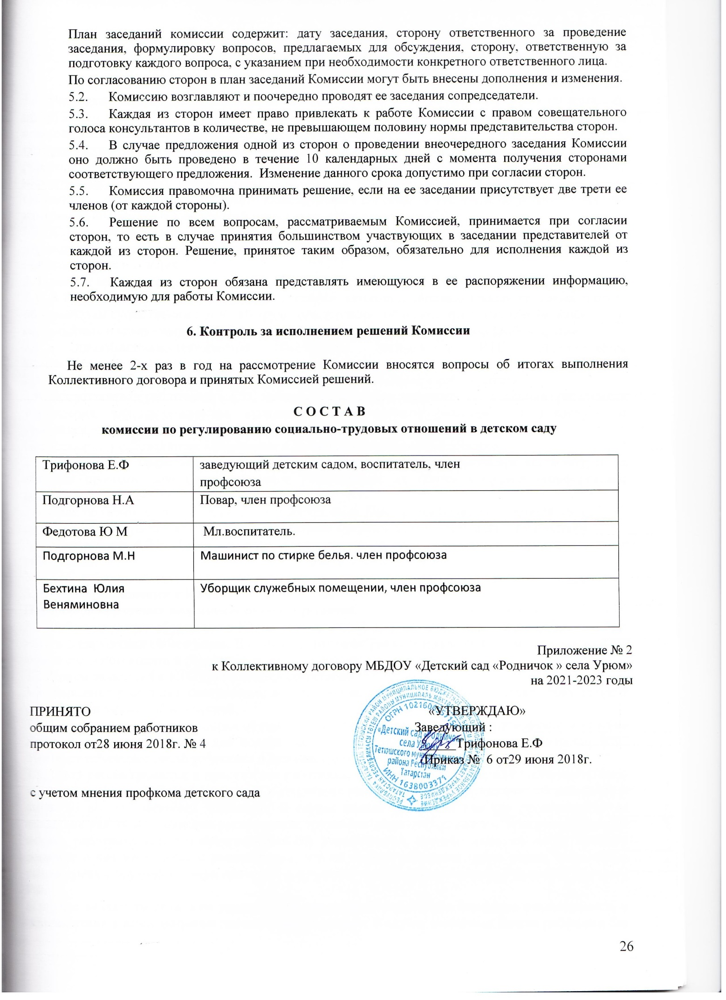 План заседаний комиссии содержит: дату заседания, сторону ответственного за проведение
заседания, формулировку вопросов, предлагаемых для обсуждения, сторону, ответственную за
подготовку каждого вопроса, с указанием при необходимости конкретного ответственного лица.
По согласованию сторон в план заседаний Комиссии могут быть внесены дополнения и изменения.
5.2. Комиссию возглавляют и поочередно проводят ее заседания сопредседатели.
5.3. Каждая из сторон имеет право привлекать к работе Комиссии с правом совещательного
голоса консультантов в количестве, не превышающем половину нормы представительства сторон.
5.4. В случае предложения одной из сторон о проведении внеочередного заседания Комиссии
оно должно быть проведено в течение 10 календарных дней с момента получения сторонами
соответствующего предложения. Изменение данного срока допустимо при согласии сторон.
5.5. Комиссия правомочна принимать решение, если на ее заседании присутствует две трети ее
членов (от каждой стороны).
5.6. Решение по всем вопросам, рассматриваемым Комиссией, принимается при согласии
сторон, то есть в случае принятия большинством участвующих в заседании представителей от
каждой из сторон. Решение, принятое таким образом, обязательно для исполнения каждой из
сторон.
5.7. Каждая из сторон обязана представлять имеющуюся в ее распоряжении информацию,
необходимую для работы Комиссии.
6. Контроль за исполнением решений Комиссии
Не менее 2-х раз в год на рассмотрение Комиссии вносятся вопросы об итогах выполнения
Коллективного договора и принятых Комиссией решений.
С О С Т А В
комиссии по регулированию социально-трудовых отношений в детском саду
Трифонова Е.Ф заведующий детским садом, воспитатель, член
профсоюза
Подгорнова Н.А Повар, член профсоюза
Федотова Ю М Мл.воспитатель.
Подгорнова М.Н Машинист по стирке белья. член профсоюза
Бехтина Юлия Уборщик служебных помещении, член профсоюза
Веняминовна
Приложение № 2
к Коллективному договору МБДОУ «Детский сад «Родничок » села Урюм»
на 2021-2023 годы
ПРИНЯТО «УТВЕРЖДАЮ»
общим собранием работников Заведующий :
протокол от28 июня 2018г. № 4 Трифонова Е.Ф
Приказ № 6 от29 июня 2018г.
с учетом мнения профкома детского сада
«Детский сад «Родничок»
села Урюм»
Тетюшского муниципального
района Республики
Татарстан
ИНН 1638003371
26